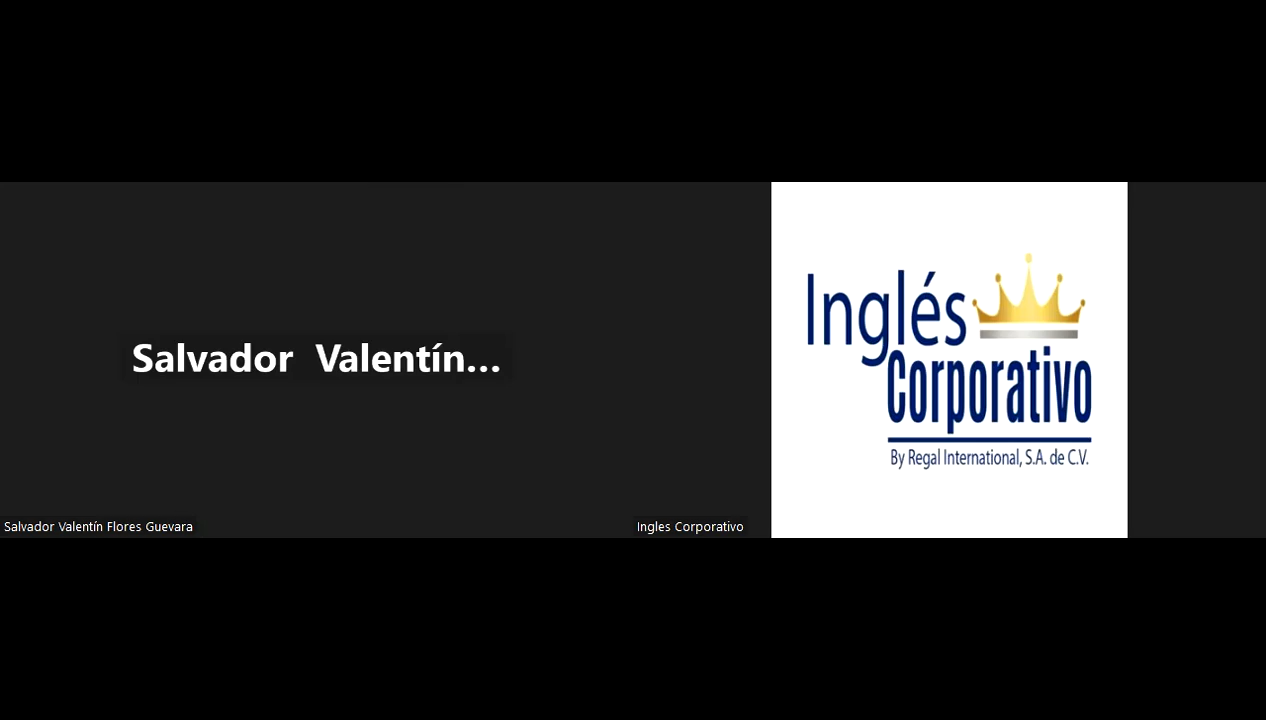 Salvador  Valentín...
Salvador Valentín Flores Guevara
Inglés
Corporativo
By Regal International, S.A. de C.V.
Ingles Corporativo